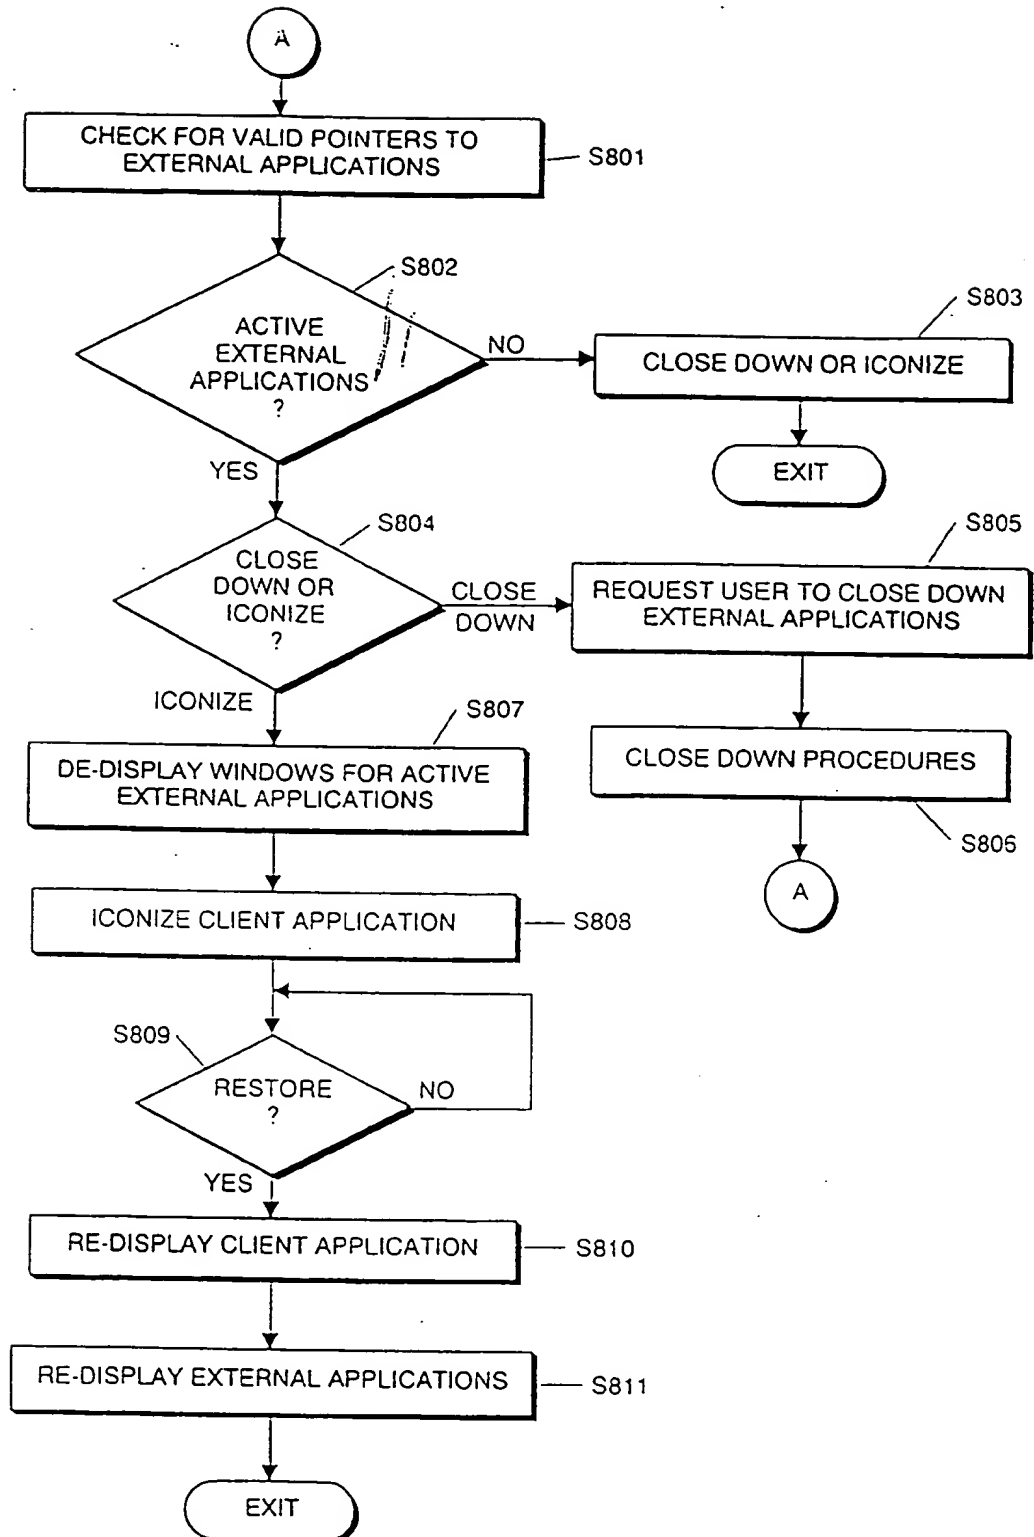 A
CHECK FOR VALID POINTERS TO
EXTERNAL APPLICATIONS
S801
S802
ACTIVE
EXTERNAL
APPLICATIONS
?
NO
S803
CLOSE DOWN OR ICONIZE
EXIT
YES
S804
CLOSE
DOWN OR
ICONIZE
?
CLOSE
DOWN
S805
REQUEST USER TO CLOSE DOWN
EXTERNAL APPLICATIONS
CLOSE DOWN PROCEDURES
S806
A
ICONIZE
S807
DE-DISPLAY WINDOWS FOR ACTIVE
EXTERNAL APPLICATIONS
ICONIZE CLIENT APPLICATION
S808
S809
RESTORE
?
NO
YES
RE-DISPLAY CLIENT APPLICATION
S810
RE-DISPLAY EXTERNAL APPLICATIONS
S811
EXIT